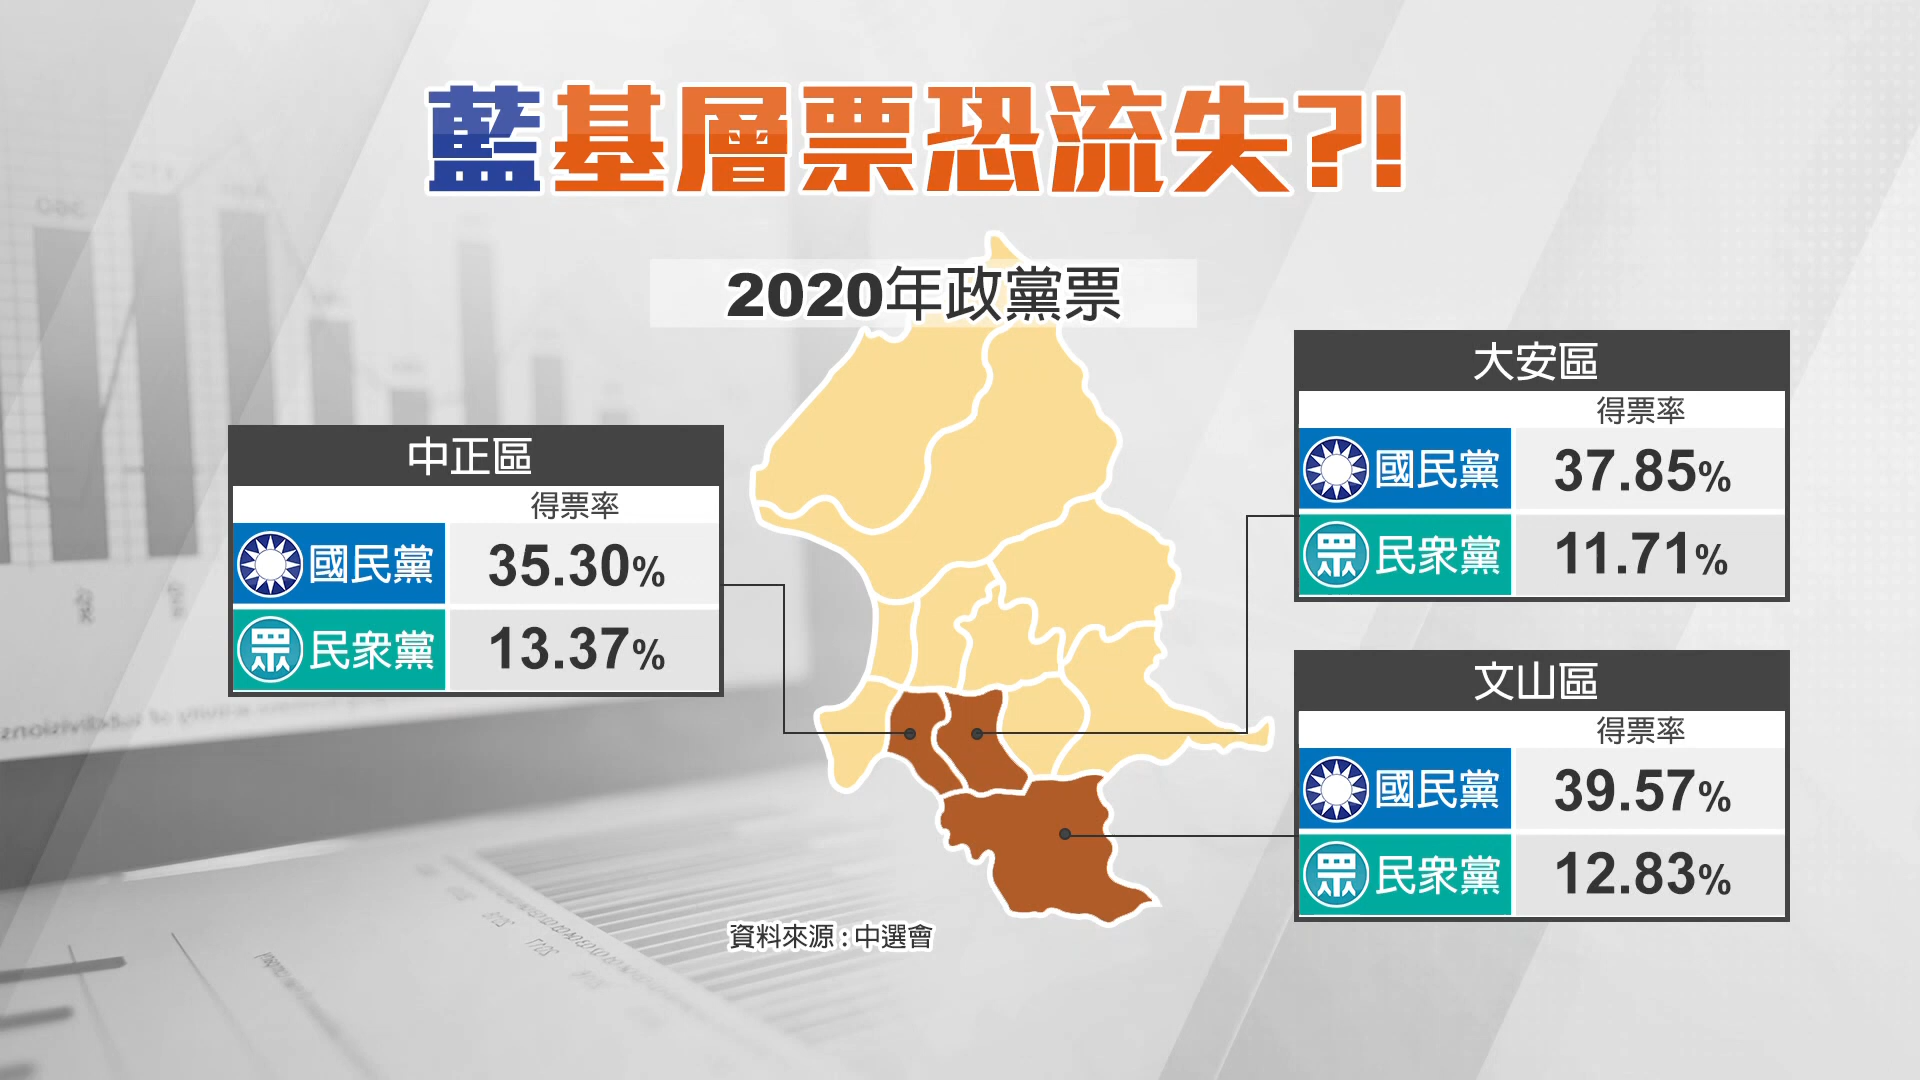 藍基層票恐流失?!
2020年政黨票
中正區
得票率
國民黨 35.30%
眾 民衆黨 13.37%
大安區
得票率
國民黨 37.85%
眾 民衆黨 11.71%
文山區
得票率
國民黨 39.57%
眾 民衆黨 12.83%
資料來源:中選會